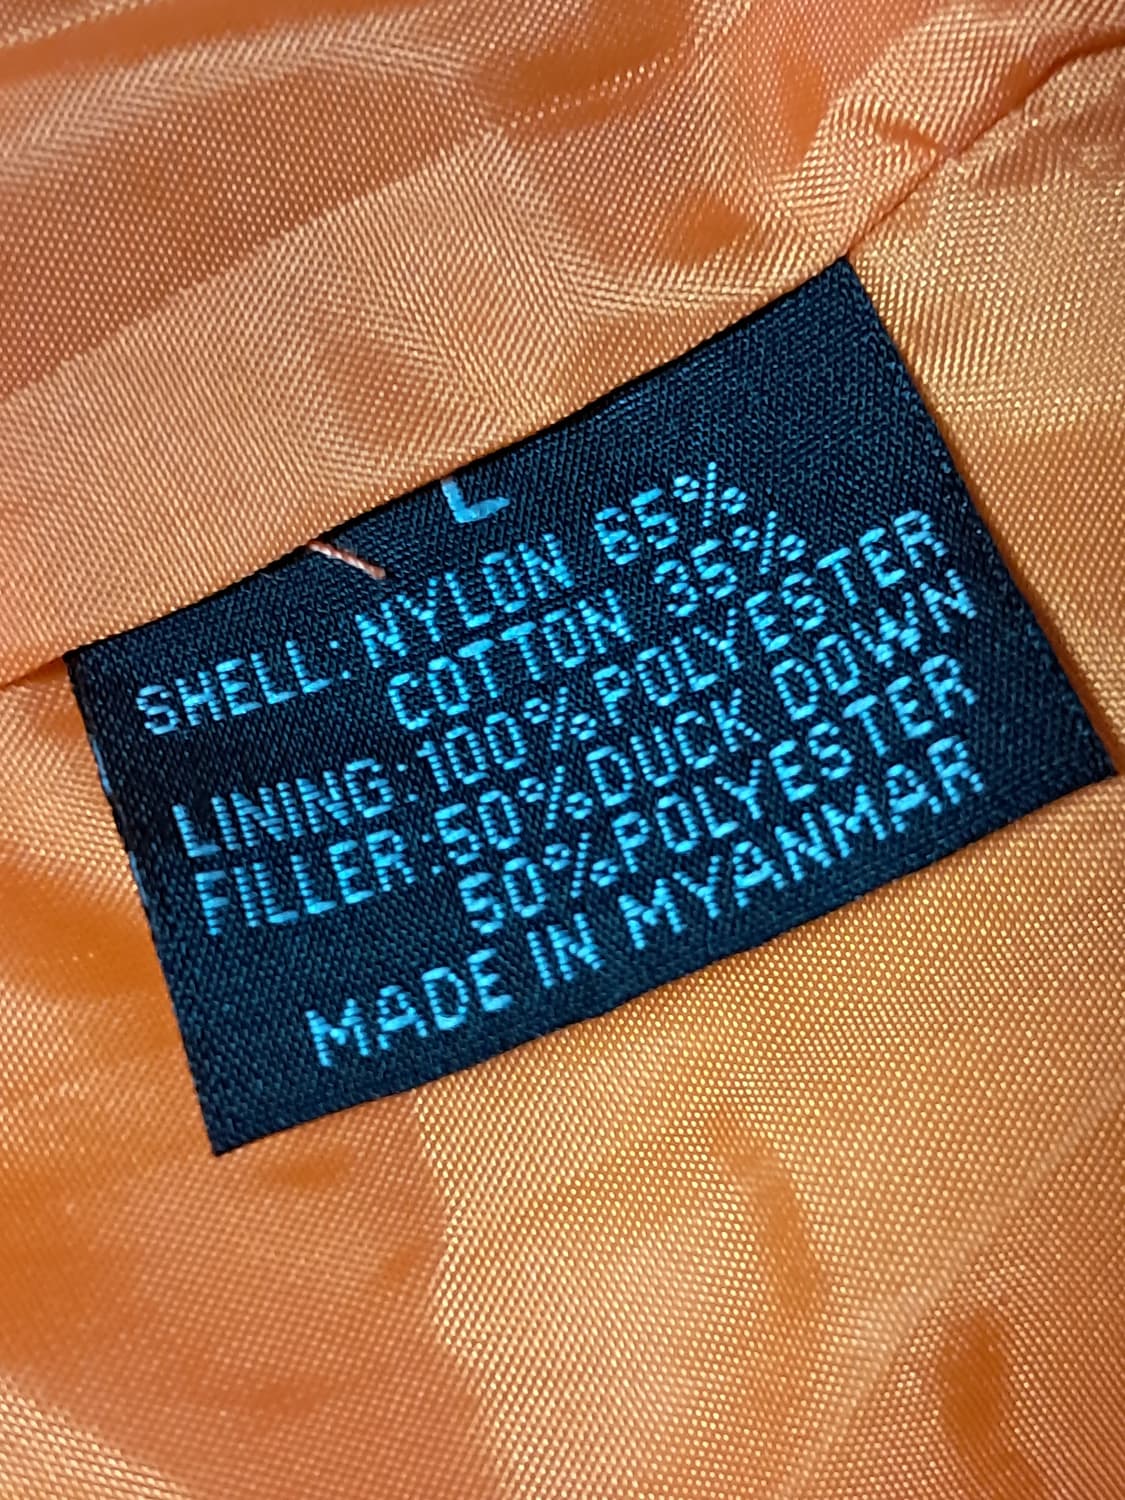 L
SHELL: NYLON 65%
COTTON 35%
LINING:100%POLYESTER
FILLER:50%DUCK DOWN
50%POLYESTER
MADE IN MYANMAR